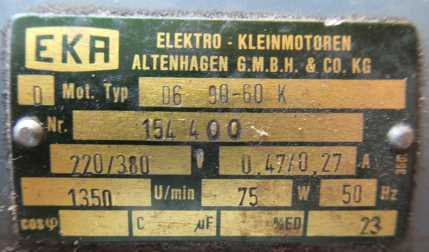 EKA
ELEKTRO - KLEINMOTOREN
ALTENHAGEN G.M.B.H. & CO. KG
D Mot. Typ D6 90-60 K
Nr. 154 400
220/380 V 0,47/0,27 A
1350 U/min 75 W 50 Hz
cosφ C µF %ED 23